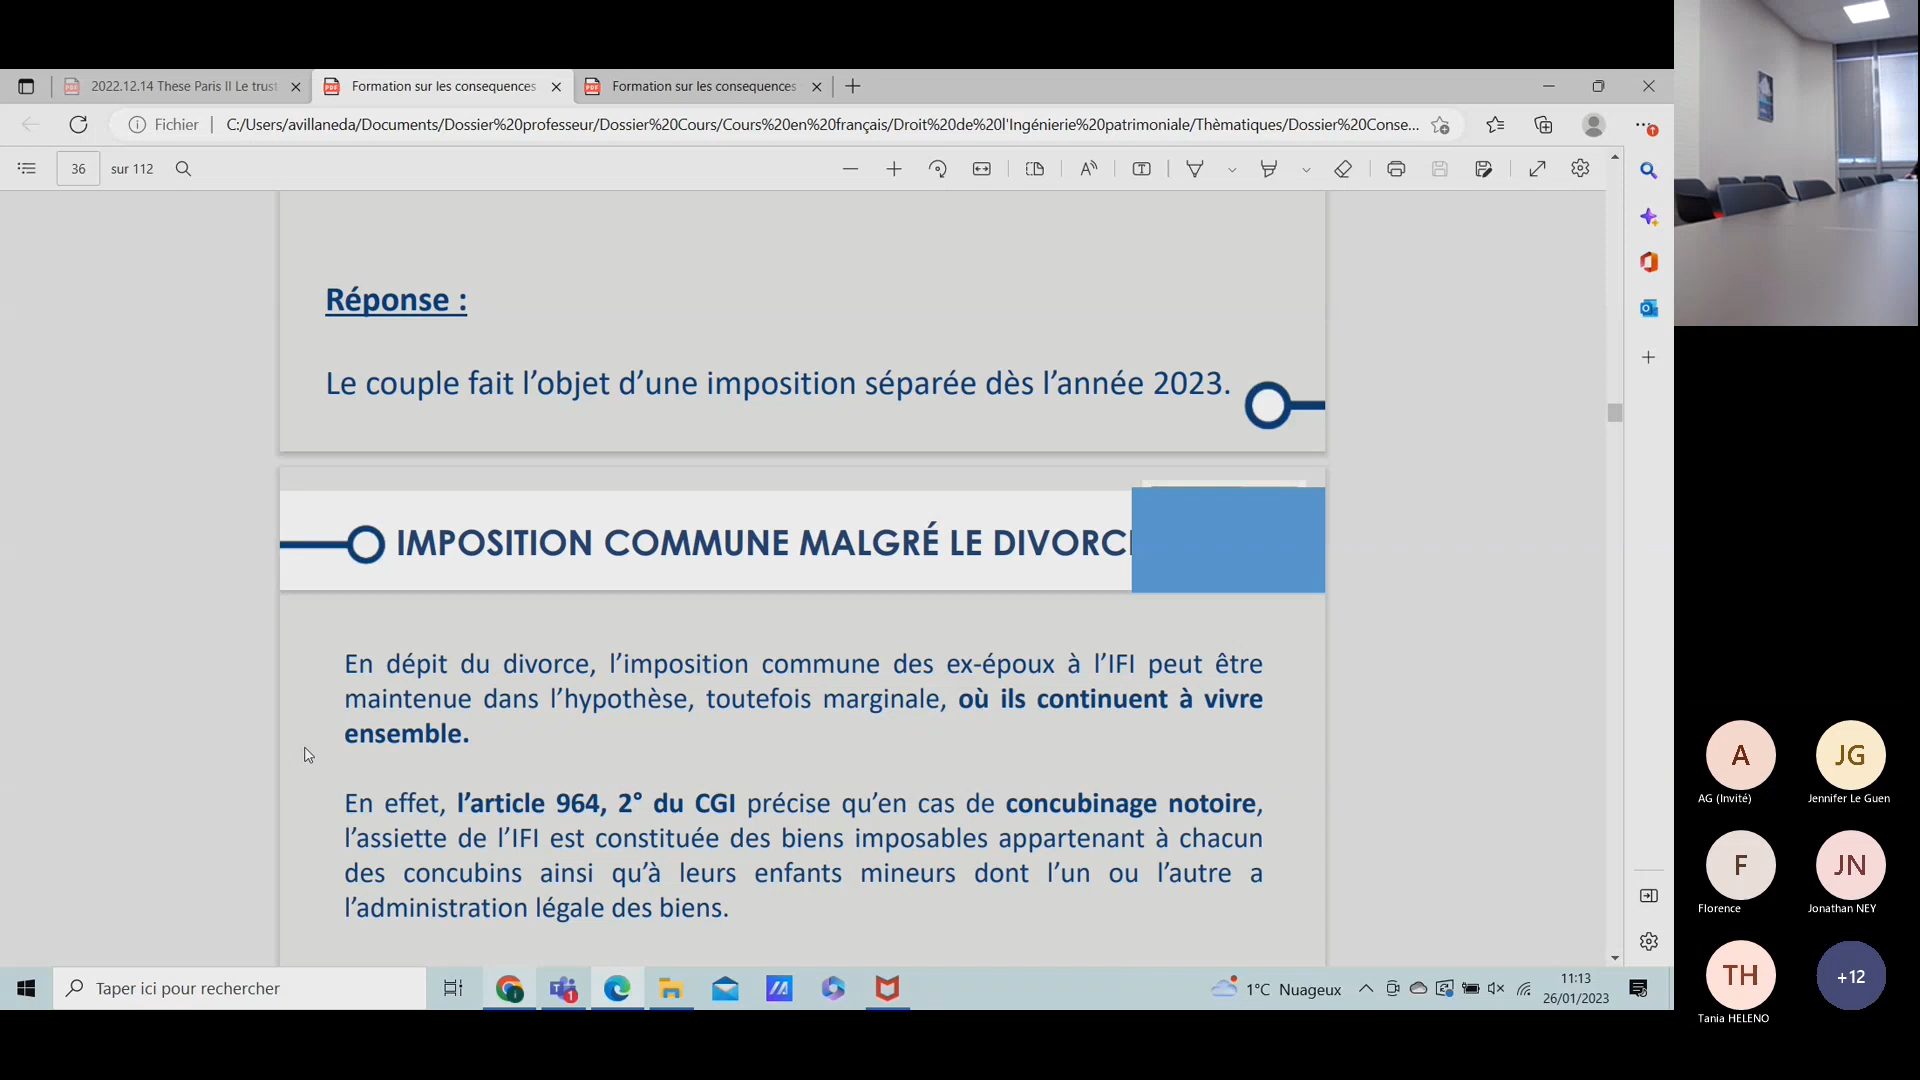 2022.12.14 These Paris II Le trust
Formation sur les consequences
Formation sur les consequences
Fichier
C:/Users/avillaneda/Documents/Dossier%20professeur/Dossier%20Cours/Cours%20en%20français/Droit%20de%20l'Ingénierie%20patrimoniale/Thèmatiques/Dossier%20Conse...
36 sur 112
Réponse :
Le couple fait l’objet d’une imposition séparée dès l’année 2023.
IMPOSITION COMMUNE MALGRÉ LE DIVORC
En dépit du divorce, l’imposition commune des ex-époux à l’IFI peut être
maintenue dans l’hypothèse, toutefois marginale, où ils continuent à vivre
ensemble.
En effet, l’article 964, 2° du CGI précise qu’en cas de concubinage notoire,
l’assiette de l’IFI est constituée des biens imposables appartenant à chacun
des concubins ainsi qu’à leurs enfants mineurs dont l’un ou l’autre a
l’administration légale des biens.
A
AG (Invité)
JG
Jennifer Le Guen
F
Florence
JN
Jonathan NEY
TH
Tania HELENO
+12
Taper ici pour rechercher
1
1°C Nuageux
11:13
26/01/2023